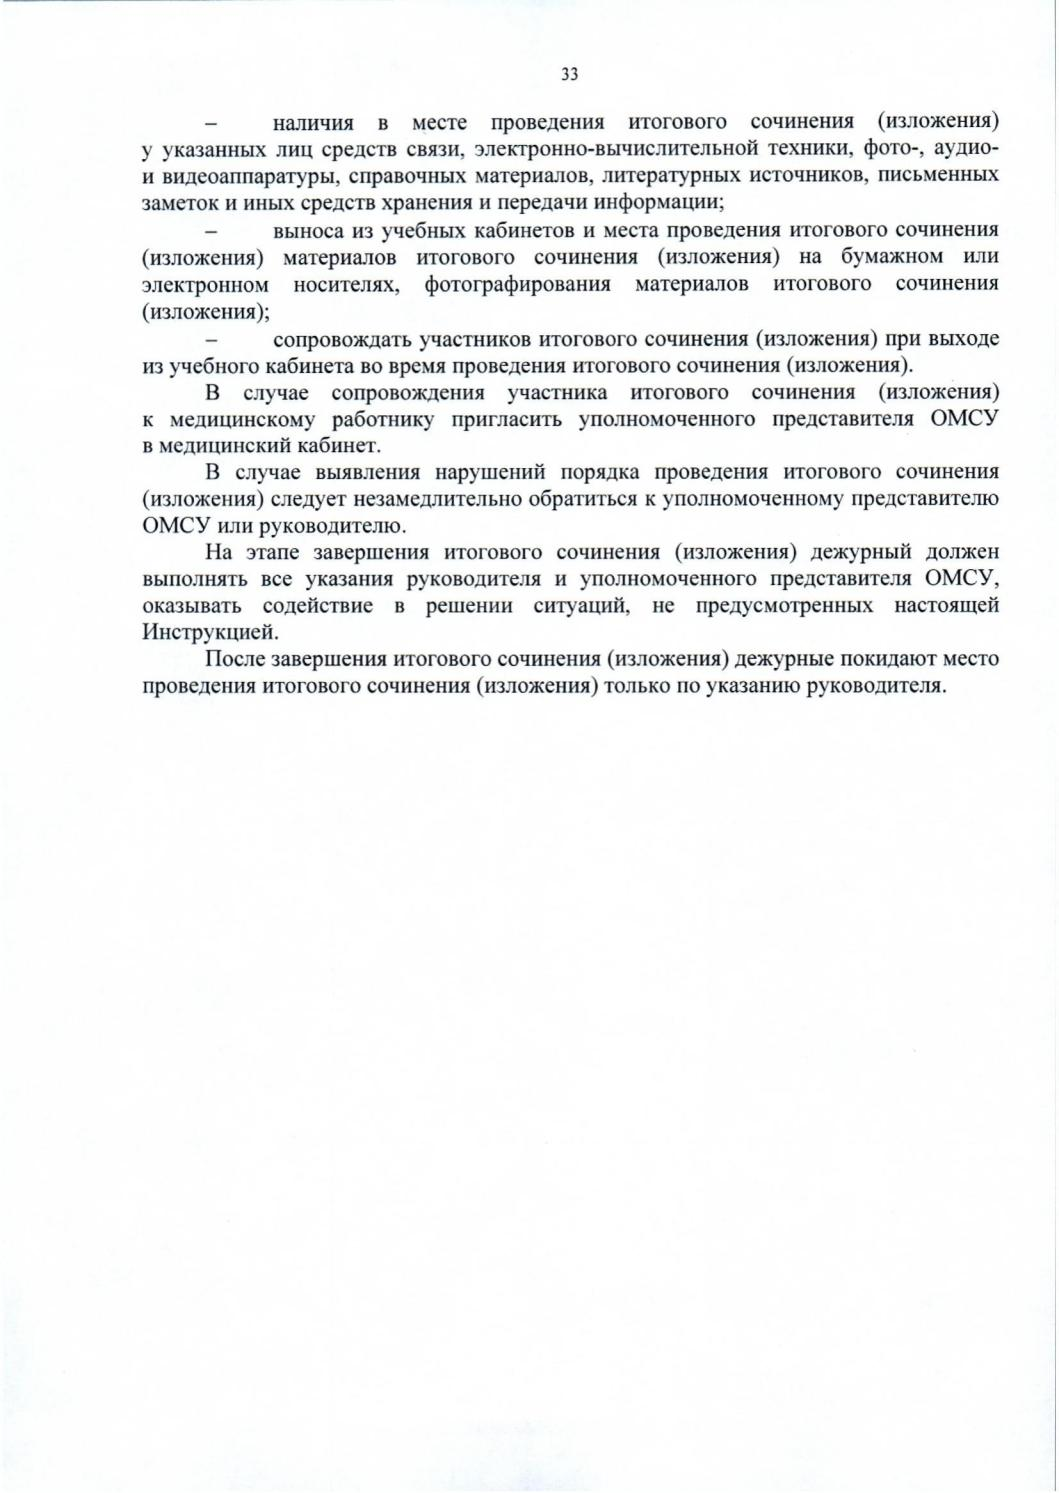 33
– наличия в месте проведения итогового сочинения (изложения)
у указанных лиц средств связи, электронно-вычислительной техники, фото-, аудио-
и видеоаппаратуры, справочных материалов, литературных источников, письменных
заметок и иных средств хранения и передачи информации;
– выноса из учебных кабинетов и места проведения итогового сочинения
(изложения) материалов итогового сочинения (изложения) на бумажном или
электронном носителях, фотографирования материалов итогового сочинения
(изложения);
– сопровождать участников итогового сочинения (изложения) при выходе
из учебного кабинета во время проведения итогового сочинения (изложения).
В случае сопровождения участника итогового сочинения (изложения)
к медицинскому работнику пригласить уполномоченного представителя ОМСУ
в медицинский кабинет.
В случае выявления нарушений порядка проведения итогового сочинения
(изложения) следует незамедлительно обратиться к уполномоченному представителю
ОМСУ или руководителю.
На этапе завершения итогового сочинения (изложения) дежурный должен
выполнять все указания руководителя и уполномоченного представителя ОМСУ,
оказывать содействие в решении ситуаций, не предусмотренных настоящей
Инструкцией.
После завершения итогового сочинения (изложения) дежурные покидают место
проведения итогового сочинения (изложения) только по указанию руководителя.